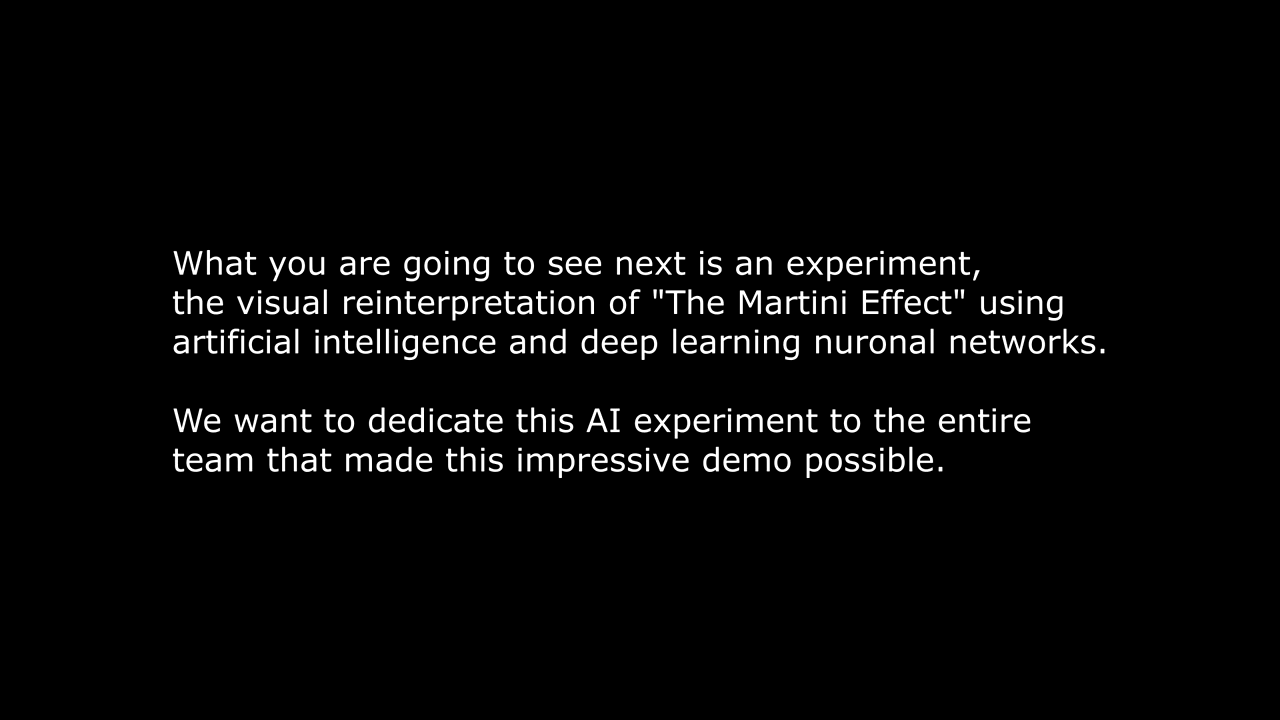 What you are going to see next is an experiment,
the visual reinterpretation of "The Martini Effect" using
artificial intelligence and deep learning nuronal networks.
We want to dedicate this AI experiment to the entire
team that made this impressive demo possible.